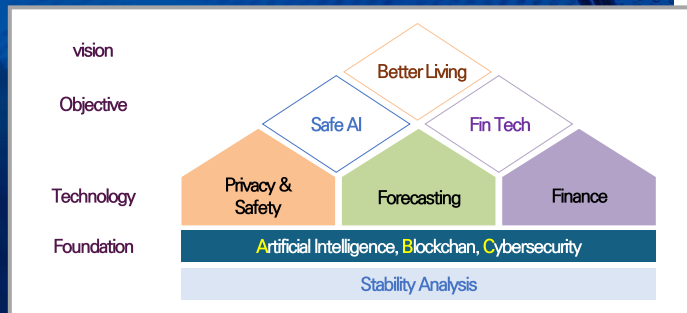 vision
Better Living
Objective
Safe AI
Fin Tech
Technology
Privacy &
Safety
Forecasting
Finance
Foundation
Artificial Intelligence, Blockchan, Cybersecurity
Stability Analysis